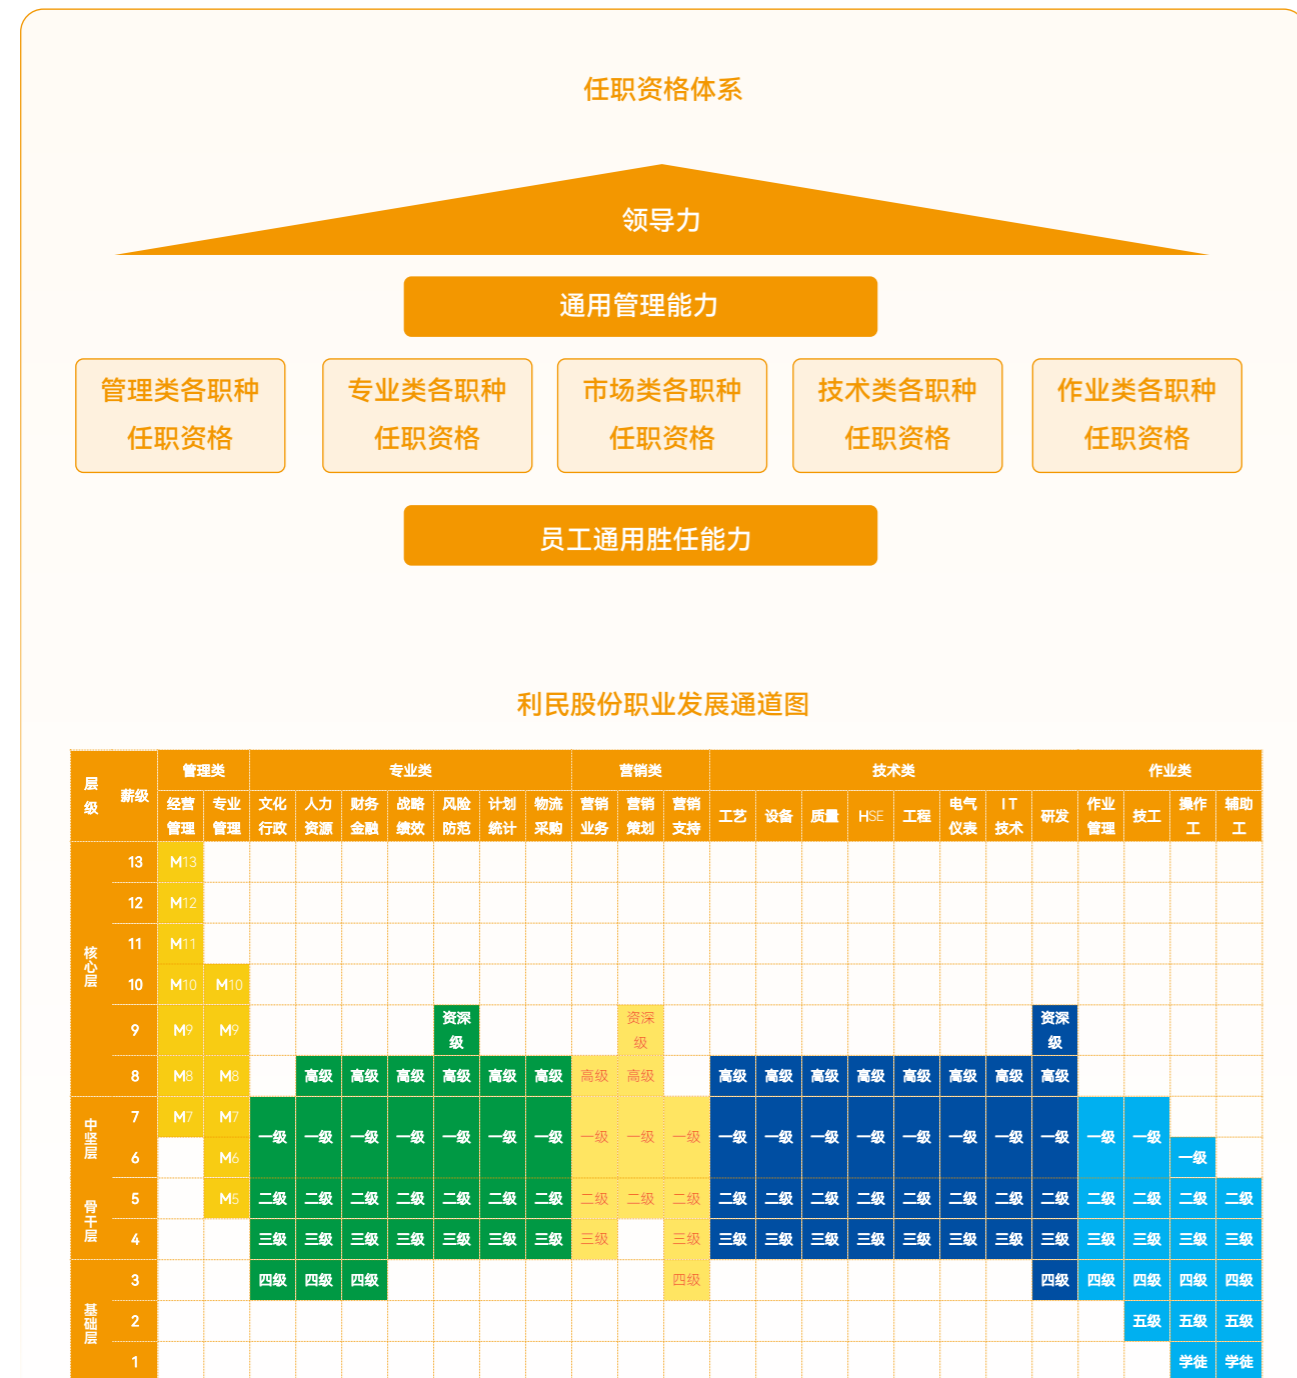 任职资格体系
领导力
通用管理能力
管理类各职种 专业类各职种 市场类各职种 技术类各职种 作业类各职种
任职资格 任职资格 任职资格 任职资格 任职资格
员工通用胜任能力
利民股份职业发展通道图
层级 薪级 管理类 专业类 营销类 技术类 作业类
经营管理 专业管理 文化行政 人力资源 财务金融 战略绩效 风险防范 计划统计 物流采购 营销业务 营销策划 营销支持 工艺 设备 质量 HSE 工程 电气仪表 IT技术 研发 作业管理 技工 操作工 辅助工
核心层
13 M13
12 M12
11 M11
10 M10 M10
9 M9 M9 资深级 资深级 资深级
8 M8 M8 高级 高级 高级 高级 高级 高级 高级 高级 高级 高级 高级 高级 高级 高级 高级 高级
中坚层
7 M7 M7 一级 一级 一级 一级 一级 一级 一级 一级 一级 一级 一级 一级 一级 一级 一级 一级 一级 一级 一级 一级
6 M6 一级
骨干层
5 M5 二级 二级 二级 二级 二级 二级 二级 二级 二级 二级 二级 二级 二级 二级 二级 二级 二级 二级 二级 二级 二级 二级
4 三级 三级 三级 三级 三级 三级 三级 三级 三级 三级 三级 三级 三级 三级 三级 三级 三级 三级 三级 三级 三级
基础层
3 四级 四级 四级 四级 四级 四级 四级 四级 四级
2 五级 五级 五级
1 学徒 学徒